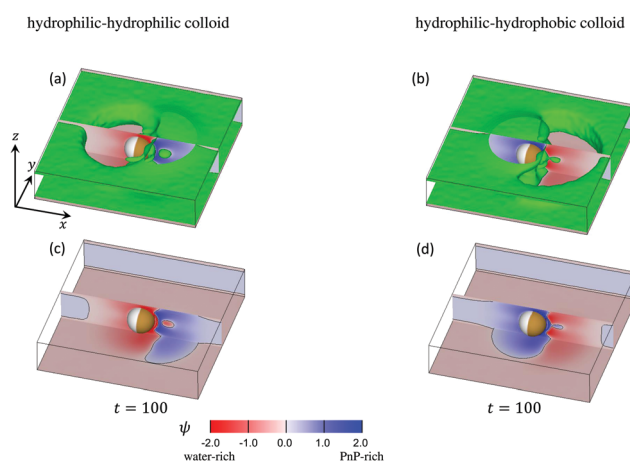 hydrophilic-hydrophilic colloid
hydrophilic-hydrophobic colloid
(a)
(b)
z
y
x
(c)
(d)
t = 100
t = 100
ψ
-2.0 -1.0 0.0 1.0 2.0
water-rich PnP-rich